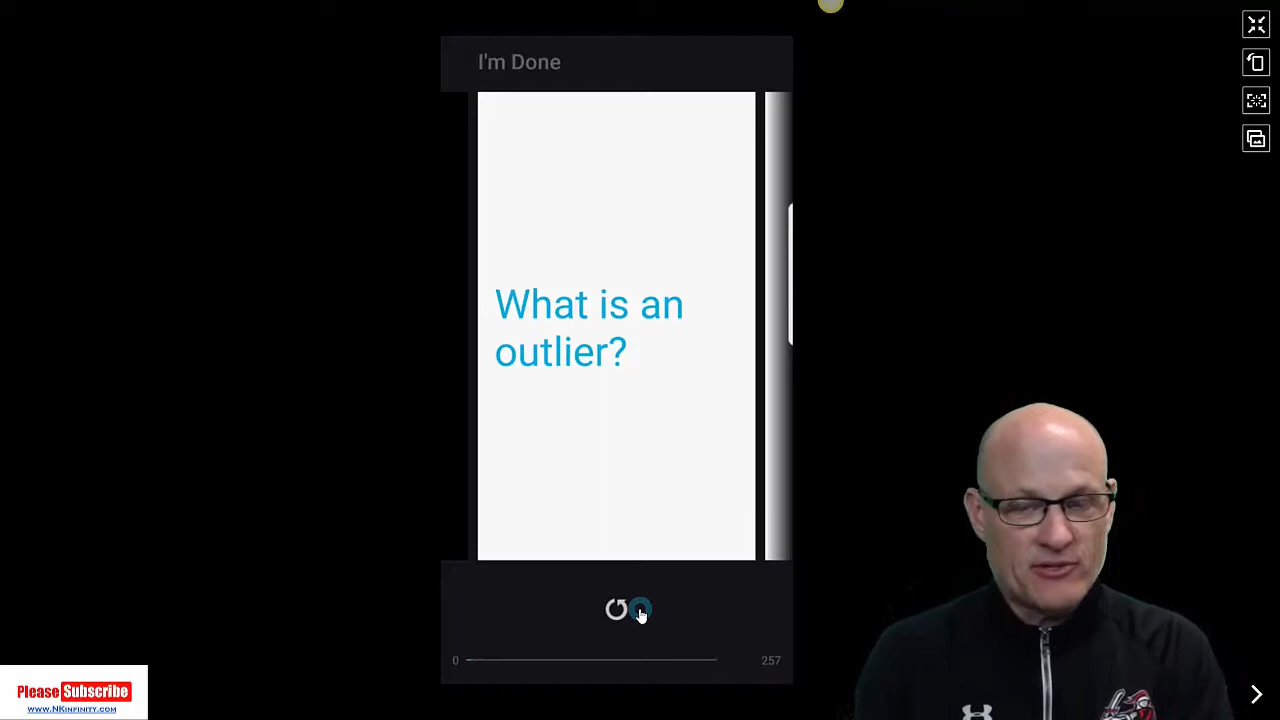 I'm Done
What is an
outlier?
0
257
Please Subscribe
www.NKinfinity.com